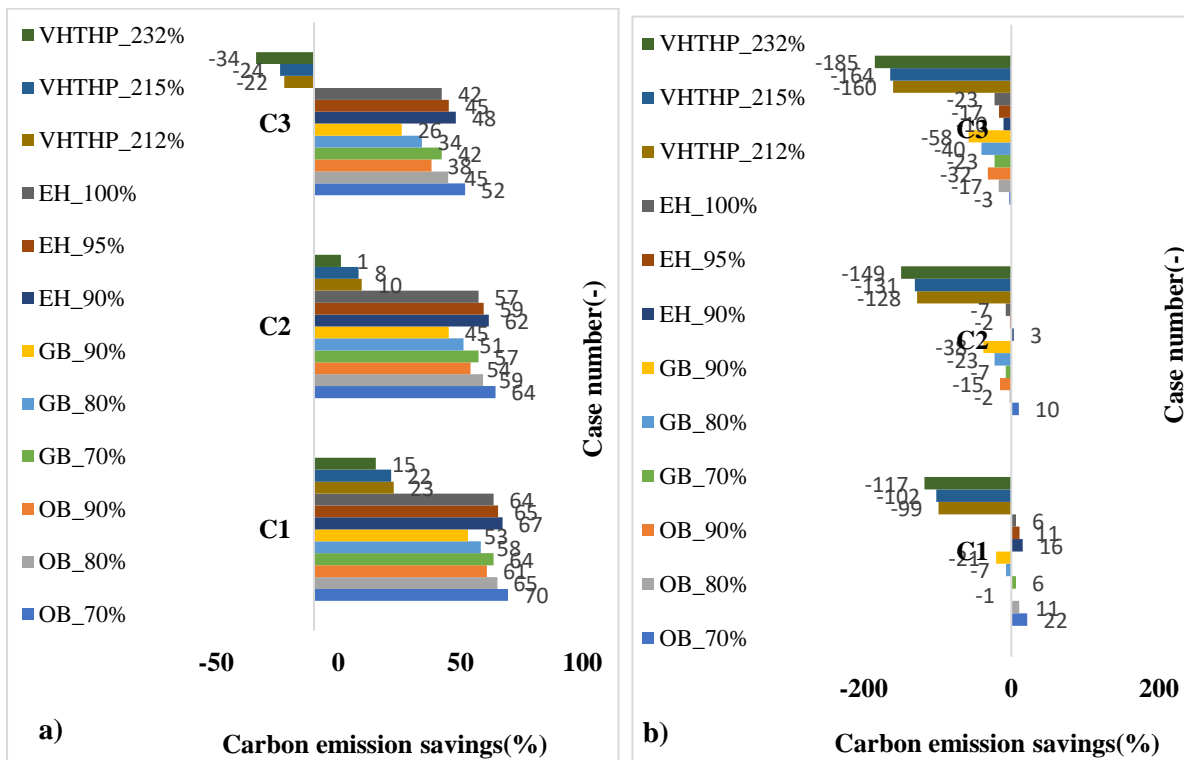 VHTHP_232%
VHTHP_215%
VHTHP_212%
EH_100%
EH_95%
EH_90%
GB_90%
GB_80%
GB_70%
OB_90%
OB_80%
OB_70%
-34
-24
-22
42
45
48
26
34
42
38
45
52
C3
1
8
10
57
59
62
45
51
57
54
59
64
C2
15
22
23
64
65
67
53
58
64
61
65
70
C1
Case number(-)
-50 0 50 100
a) Carbon emission savings(%)
VHTHP_232%
VHTHP_215%
VHTHP_212%
EH_100%
EH_95%
EH_90%
GB_90%
GB_80%
GB_70%
OB_90%
OB_80%
OB_70%
-185
-164
-160
-23
-17
-58
-40
-23
-32
-17
-3
C3
-149
-131
-128
-7
-2
3
-38
-23
-7
-15
-2
10
C2
-117
-102
-99
6
11
16
-21
-7
6
-1
11
22
C1
Case number(-)
-200 0 200
b) Carbon emission savings(%)